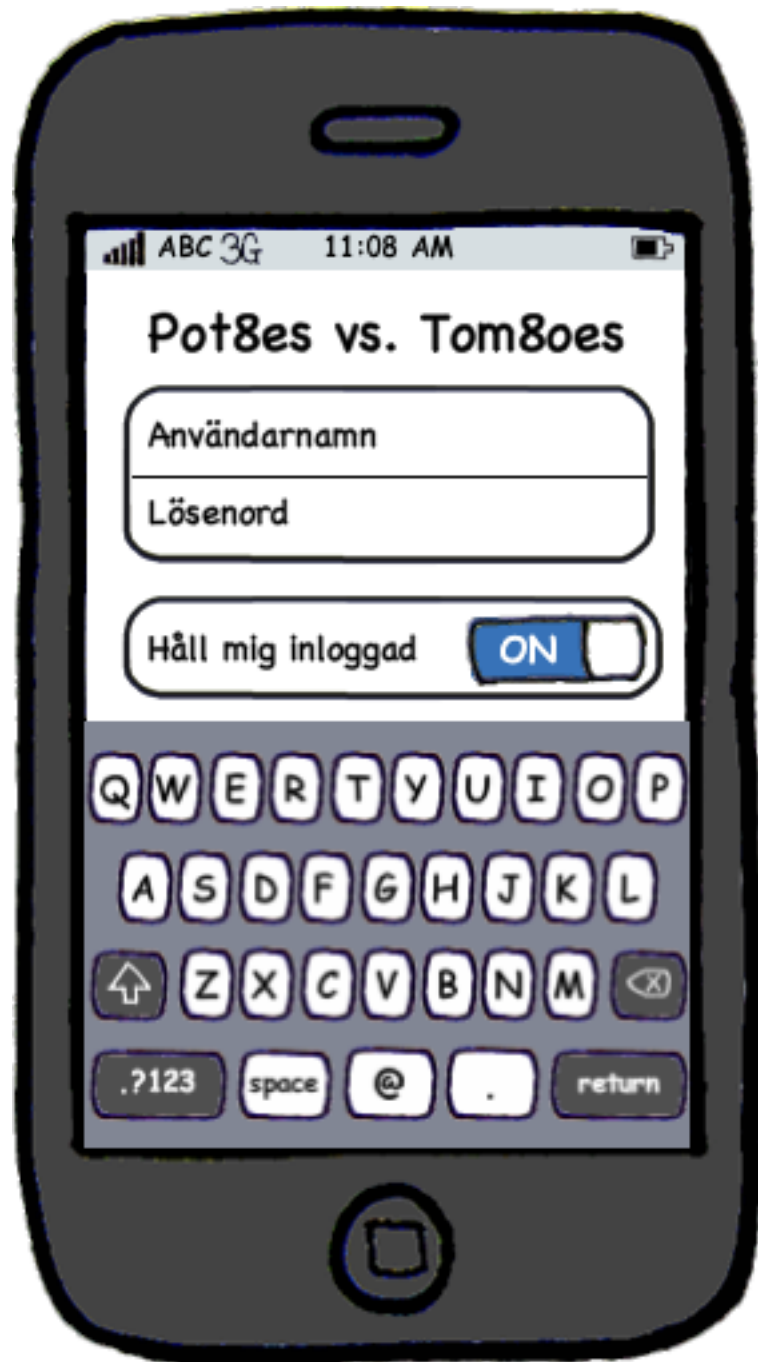 ABC 3G 11:08 AM
Pot8es vs. Tom8oes
Användarnamn
Lösenord
Håll mig inloggad ON
Q W E R T Y U I O P
A S D F G H J K L
Z X C V B N M
.?123 space @ . return